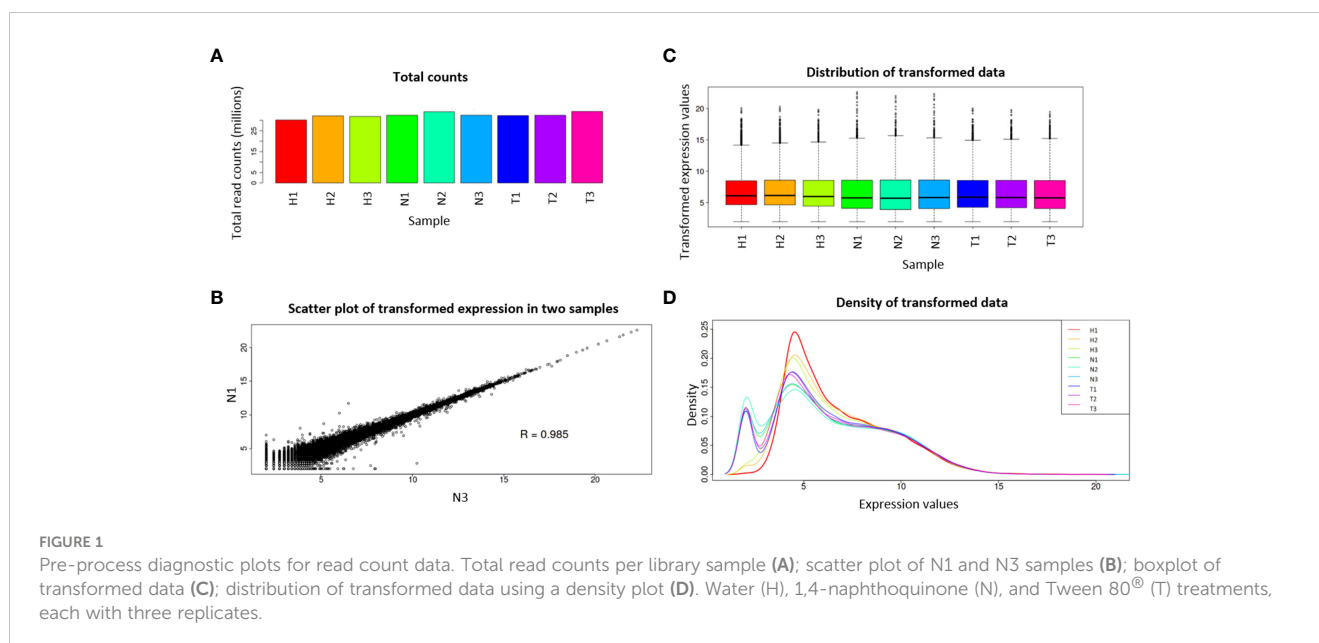 A
Total counts
Total read counts (millions)
0
5
15
25
H1
H2
H3
N1
N2
N3
T1
T2
T3
Sample
C
Distribution of transformed data
Transformed expression values
5
10
15
20
H1
H2
H3
N1
N2
N3
T1
T2
T3
Sample
B
Scatter plot of transformed expression in two samples
N1
5
10
15
20
R = 0.985
5
10
15
20
N3
D
Density of transformed data
Density
0.00
0.05
0.10
0.15
0.20
0.25
H1
H2
H3
N1
N2
N3
T1
T2
T3
5
10
15
20
Expression values
FIGURE 1
Pre-process diagnostic plots for read count data. Total read counts per library sample (A); scatter plot of N1 and N3 samples (B); boxplot of
transformed data (C); distribution of transformed data using a density plot (D). Water (H), 1,4-naphthoquinone (N), and Tween 80® (T) treatments,
each with three replicates.